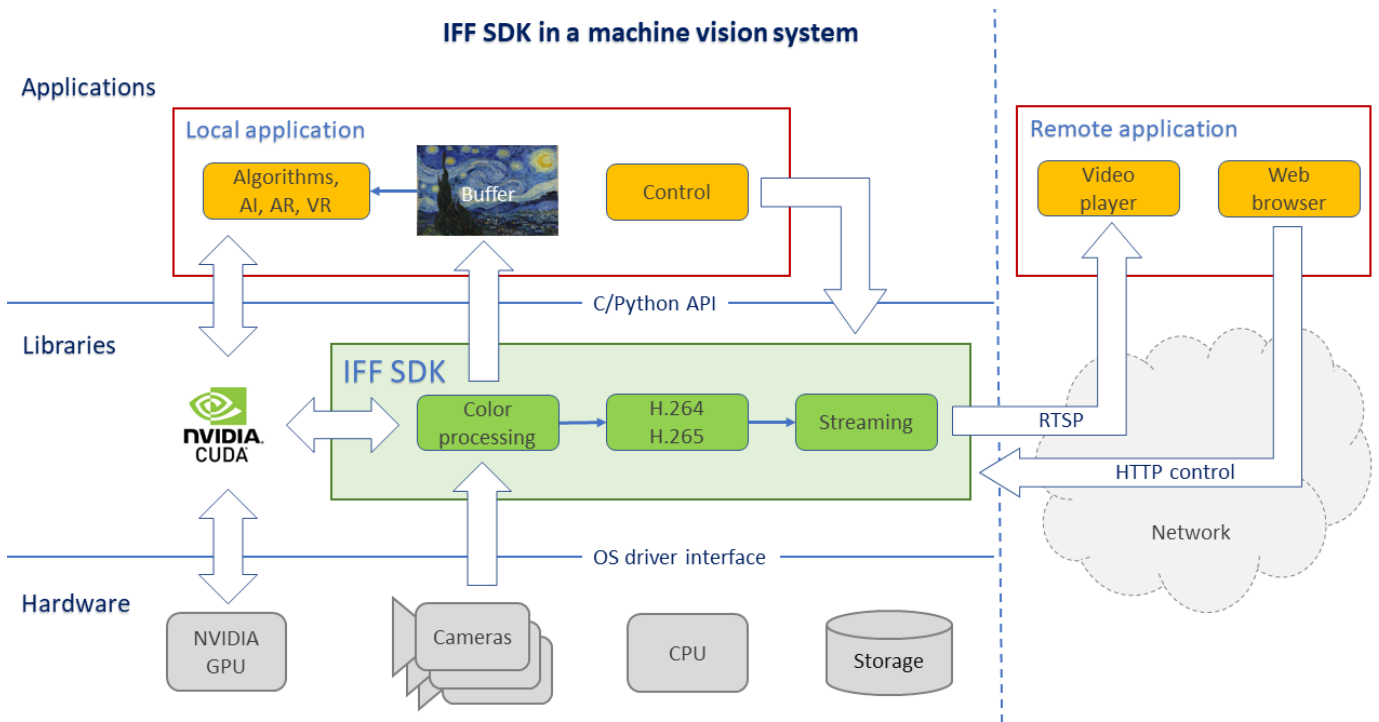 IFF SDK in a machine vision system
Applications
Local application
Algorithms,
AI, AR, VR
Buffer
Control
Remote application
Video
player
Web
browser
C/Python API
Libraries
NVIDIA.
CUDA
IFF SDK
Color
processing
H.264
H.265
Streaming
RTSP
HTTP control
Network
OS driver interface
Hardware
NVIDIA
GPU
Cameras
CPU
Storage